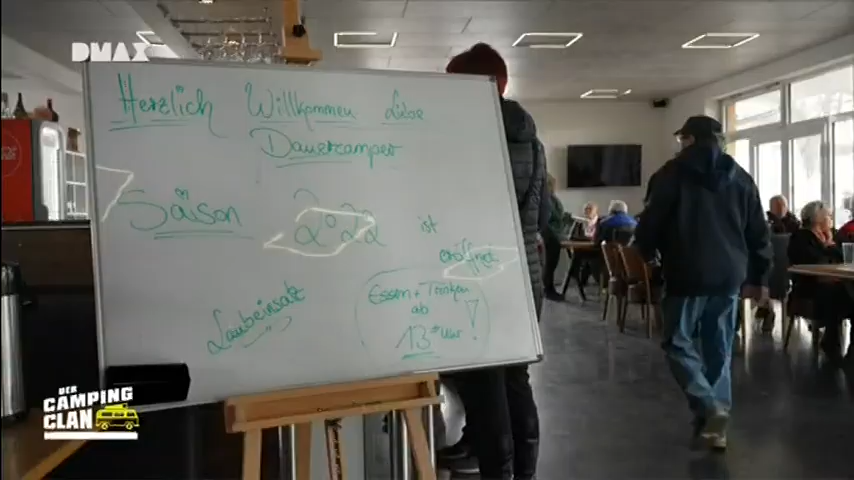 DMAX
Herzlich Willkommen Liebe
Dauercamper
Saison 2022 ist
eröffnet
Laubeinsatz
Essen + Trinken
ab
13 Uhr !
DER
CAMPING
CLAN